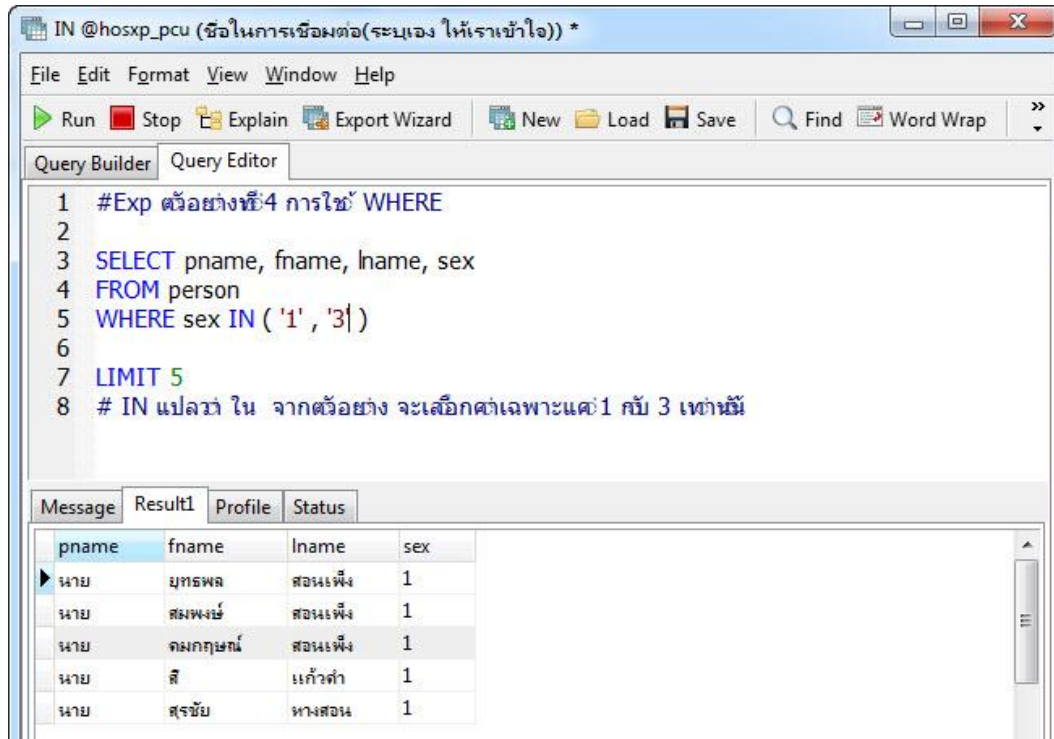 IN @hosxp_pcu (ชื่อในการเชื่อมต่อ(ระบุเอง ให้เราเข้าใจ)) *
File Edit Format View Window Help
Run Stop Explain Export Wizard New Load Save Find Word Wrap »
Query Builder Query Editor
1 #Exp ตัวอย่างที่4 การใช้ WHERE
2
3 SELECT pname, fname, lname, sex
4 FROM person
5 WHERE sex IN ( '1' , '3' )
6
7 LIMIT 5
8 # IN แปลว่า ใน จากตัวอย่าง จะเลือกค่าเฉพาะแค่ 1 กับ 3 เท่านั้น
Message Result1 Profile Status
pname fname lname sex
นาย ยุทธพล สอนเพ็ง 1
นาย สมพงษ์ สอนเพ็ง 1
นาย คมกฤษณ์ สอนเพ็ง 1
นาย สี แก้วดำ 1
นาย สุรชัย หางสอน 1